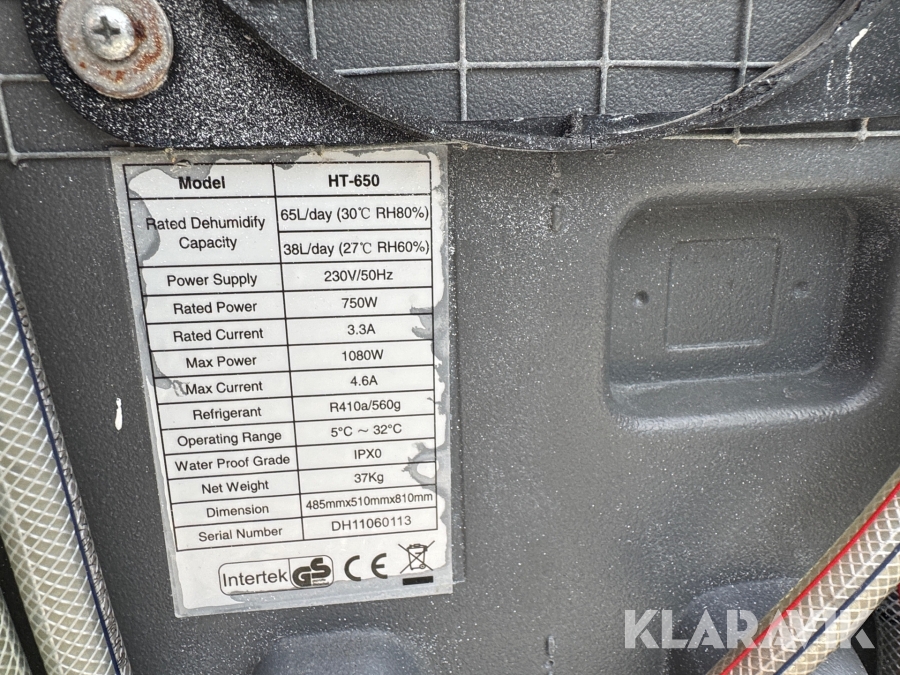 Model HT-650
Rated Dehumidify Capacity 65L/day (30℃ RH80%)
38L/day (27℃ RH60%)
Power Supply 230V/50Hz
Rated Power 750W
Rated Current 3.3A
Max Power 1080W
Max Current 4.6A
Refrigerant R410a/560g
Operating Range 5°C ~ 32°C
Water Proof Grade IPX0
Net Weight 37Kg
Dimension 485mmx510mmx810mm
Serial Number DH11060113
Intertek GS CE
KLARAVIK